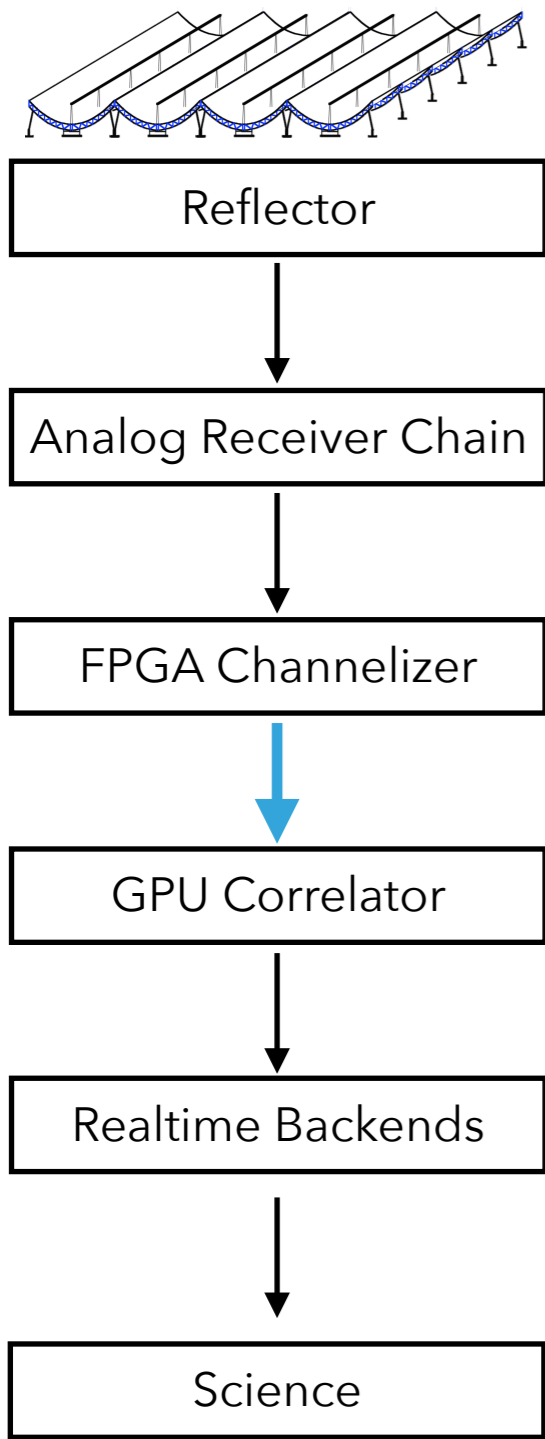 Reflector
Analog Receiver Chain
FPGA Channelizer
GPU Correlator
Realtime Backends
Science